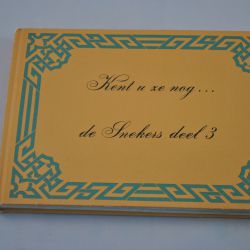 Kent u ze nog...
de Snekers deel 3